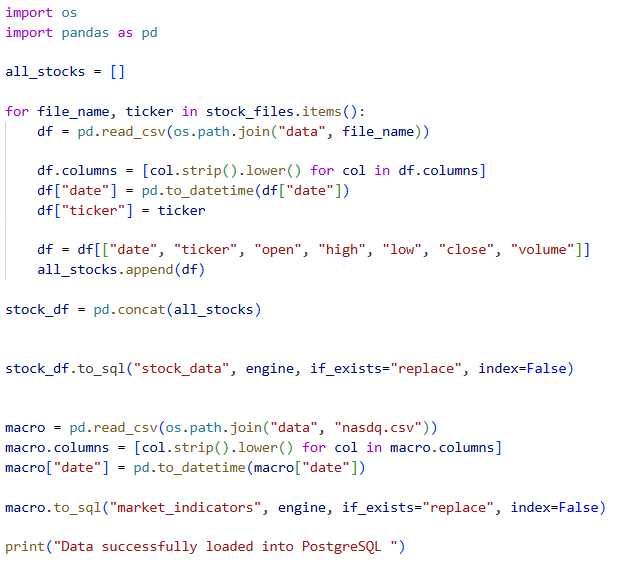 import os
import pandas as pd
all_stocks = []
for file_name, ticker in stock_files.items():
    df = pd.read_csv(os.path.join("data", file_name))
    df.columns = [col.strip().lower() for col in df.columns]
    df["date"] = pd.to_datetime(df["date"])
    df["ticker"] = ticker
    df = df[["date", "ticker", "open", "high", "low", "close", "volume"]]
    all_stocks.append(df)
stock_df = pd.concat(all_stocks)
stock_df.to_sql("stock_data", engine, if_exists="replace", index=False)
macro = pd.read_csv(os.path.join("data", "nasdq.csv"))
macro.columns = [col.strip().lower() for col in macro.columns]
macro["date"] = pd.to_datetime(macro["date"])
macro.to_sql("market_indicators", engine, if_exists="replace", index=False)
print("Data successfully loaded into PostgreSQL ")